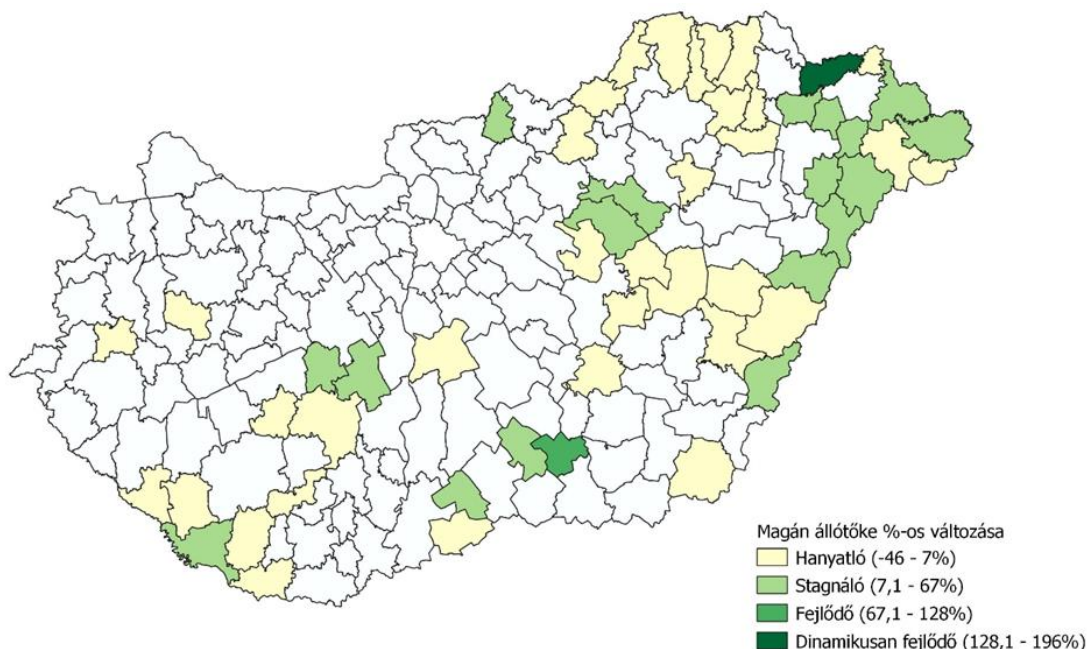 Magán állótőke %-os változása
Hanyatló (-46 - 7%)
Stagnáló (7,1 - 67%)
Fejlődő (67,1 - 128%)
Dinamikusan fejlődő (128,1 - 196%)